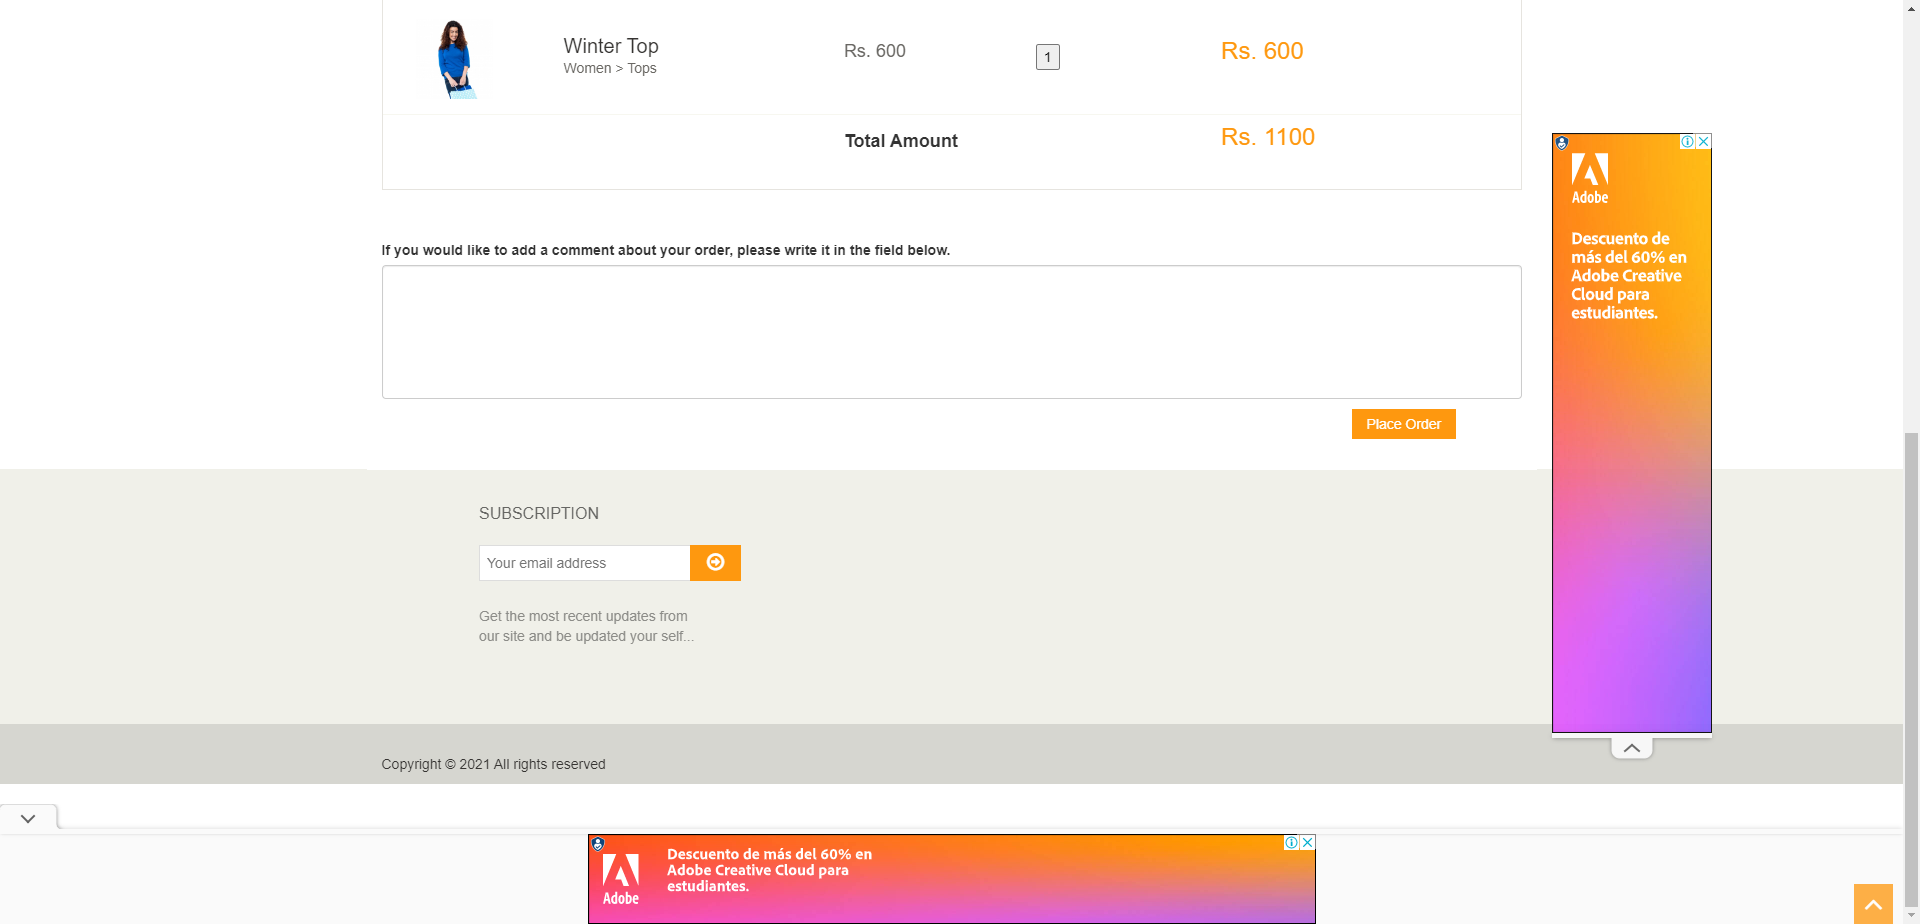 Winter Top
Women > Tops
Rs. 600
1
Rs. 600
Total Amount
Rs. 1100
If you would like to add a comment about your order, please write it in the field below.
Place Order
SUBSCRIPTION
Your email address
Get the most recent updates from
our site and be updated your self...
Copyright © 2021 All rights reserved
Adobe
Descuento de
más del 60% en
Adobe Creative
Cloud para
estudiantes.
Adobe
Descuento de más del 60% en
Adobe Creative Cloud para
estudiantes.